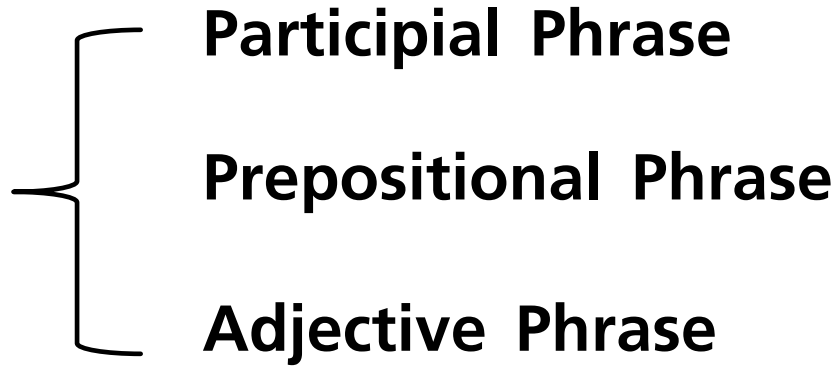 Participial Phrase
Prepositional Phrase
Adjective Phrase